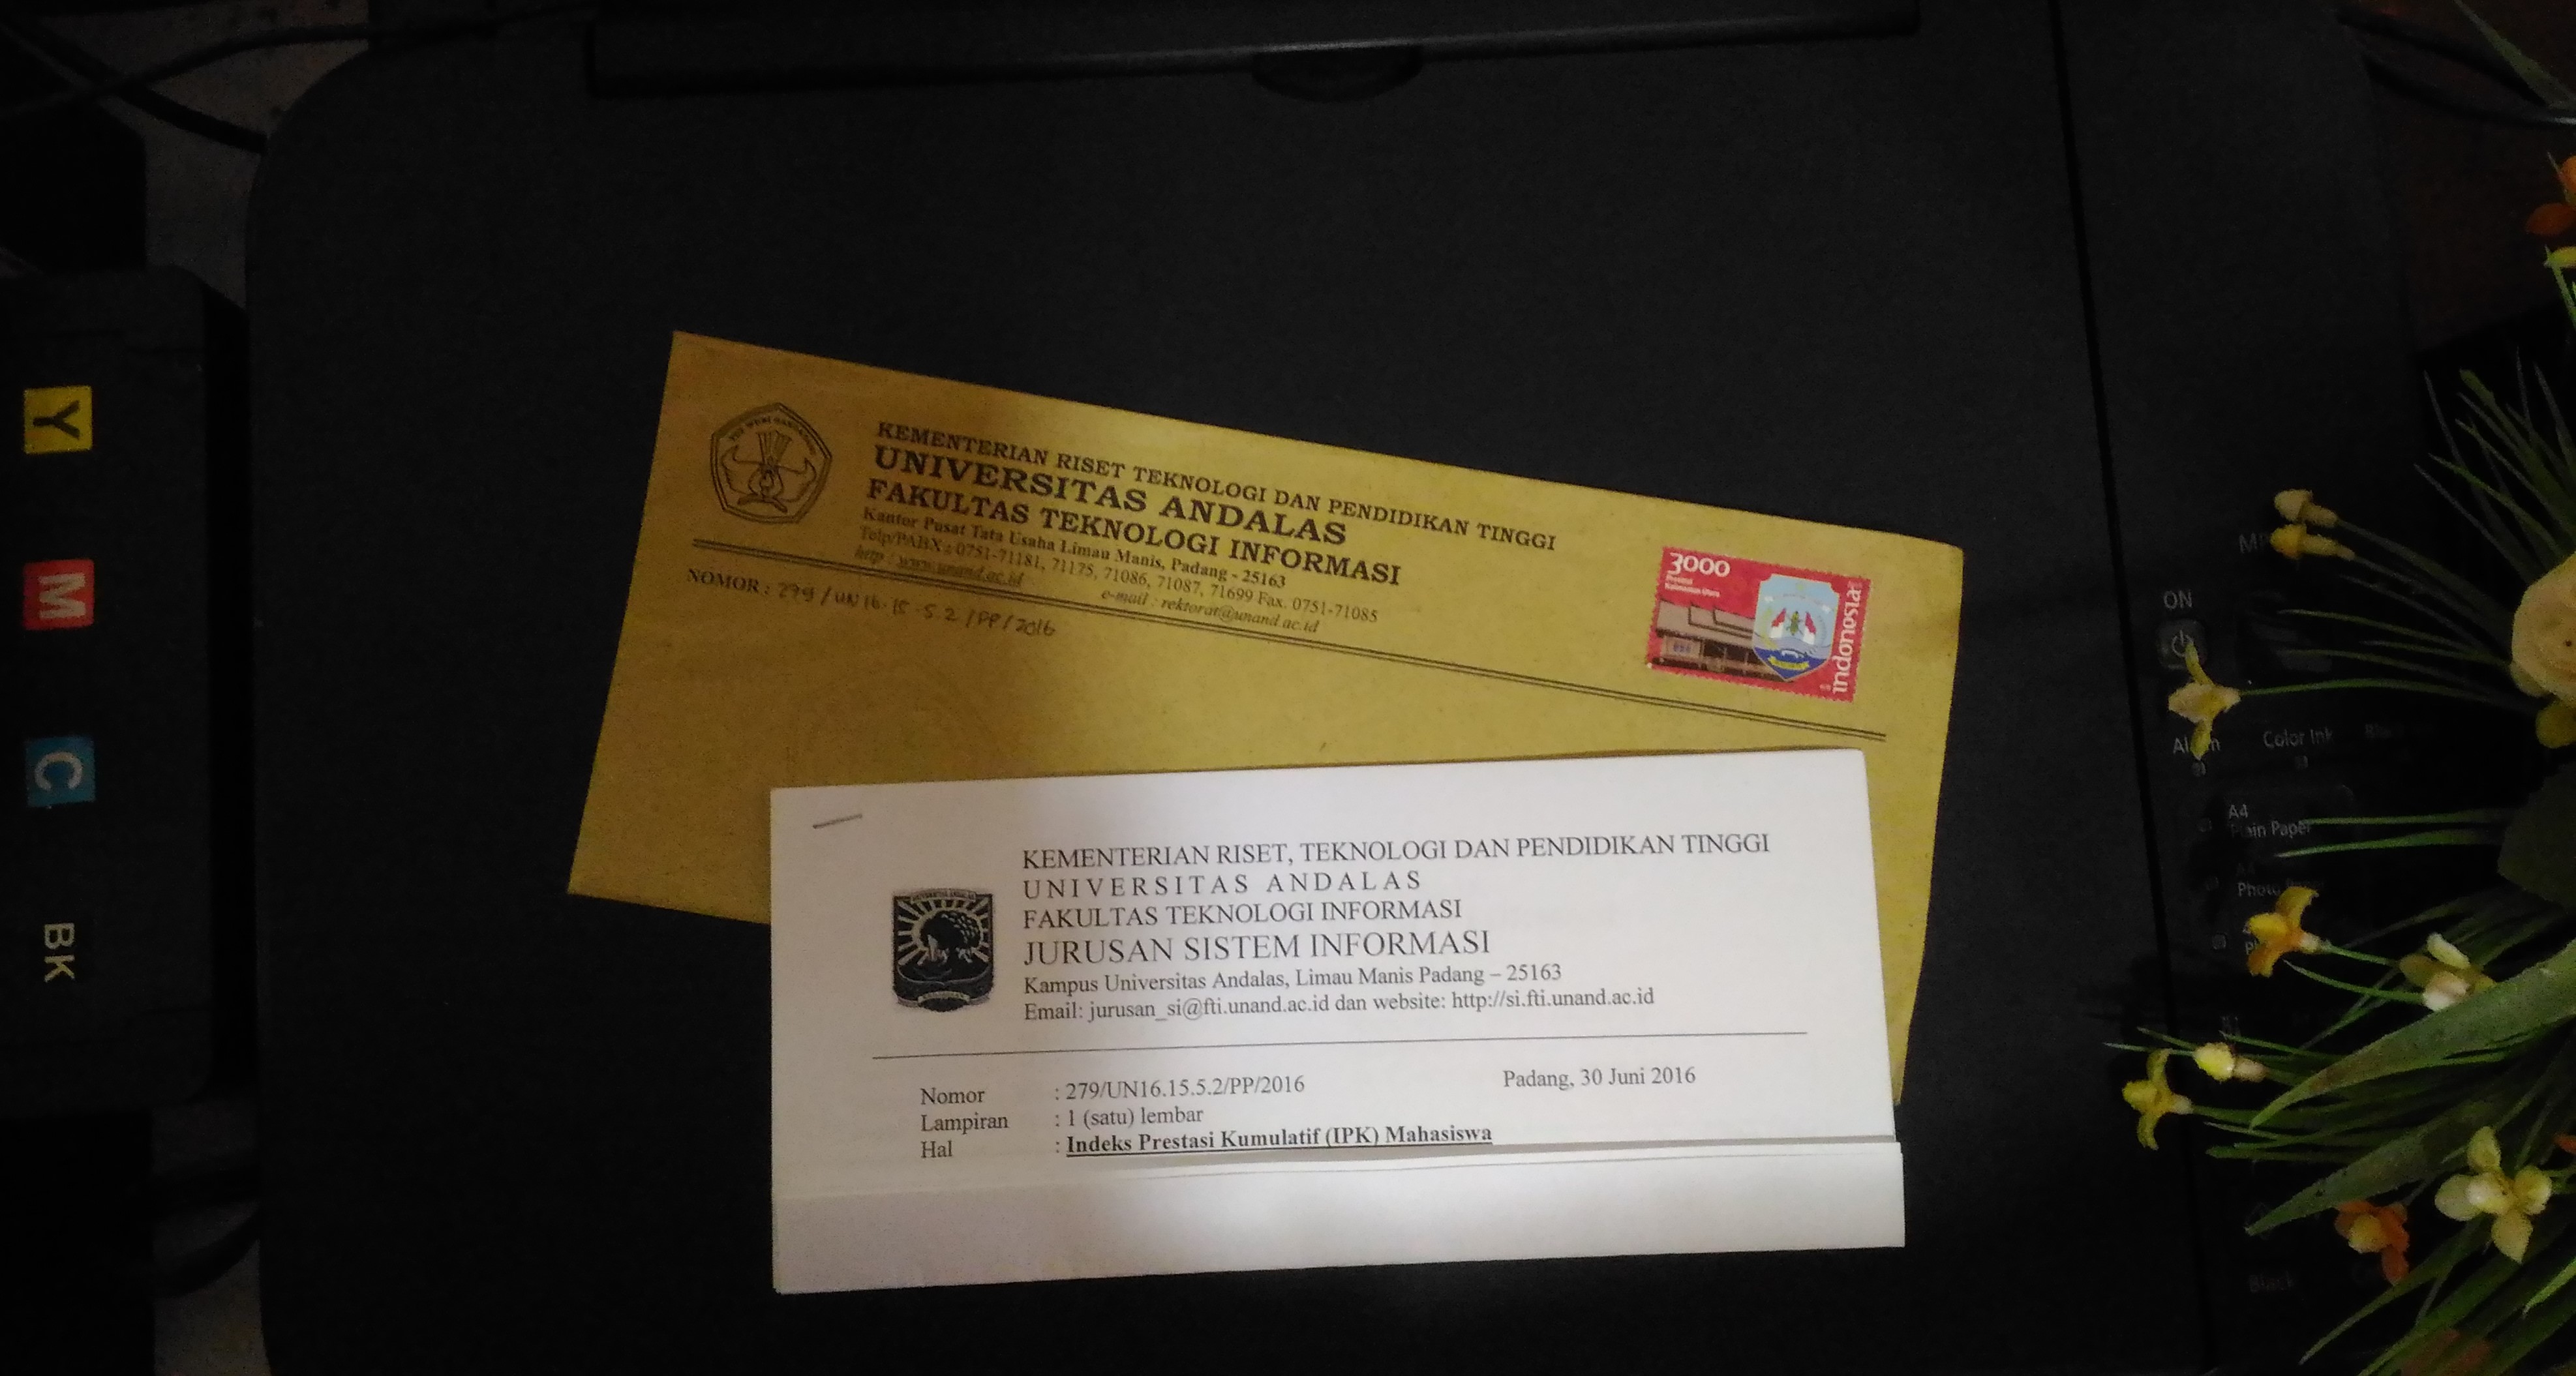 KEMENTERIAN RISET TEKNOLOGI DAN PENDIDIKAN TINGGI
UNIVERSITAS ANDALAS
FAKULTAS TEKNOLOGI INFORMASI
Kantor Pusat Tata Usaha Limau Manis, Padang - 25163
Telp/PABX : 0751-71181, 71175, 71086, 71087, 71699 Fax. 0751-71085
http : www.unand.ac.id e-mail : rektorat@unand.ac.id
NOMOR : 279/UN16.15.5.2/PP/2016
3000
Provinsi
Kalimantan Utara
indonesia
KEMENTERIAN RISET, TEKNOLOGI DAN PENDIDIKAN TINGGI
UNIVERSITAS ANDALAS
FAKULTAS TEKNOLOGI INFORMASI
JURUSAN SISTEM INFORMASI
Kampus Universitas Andalas, Limau Manis Padang – 25163
Email: jurusan_si@fti.unand.ac.id dan website: http://si.fti.unand.ac.id
Nomor : 279/UN16.15.5.2/PP/2016 Padang, 30 Juni 2016
Lampiran : 1 (satu) lembar
Hal : Indeks Prestasi Kumulatif (IPK) Mahasiswa
Y
M
C
BK
ON
Color Ink
A4
Plain Paper
Black